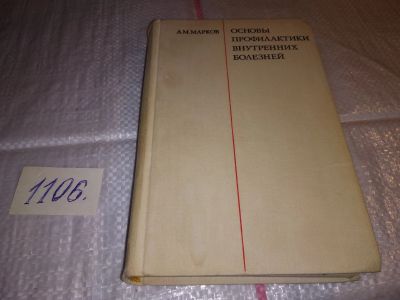 А.М.МАРКОВ
ОСНОВЫ
ПРОФИЛАКТИКИ
ВНУТРЕННИХ
БОЛЕЗНЕЙ
1106.